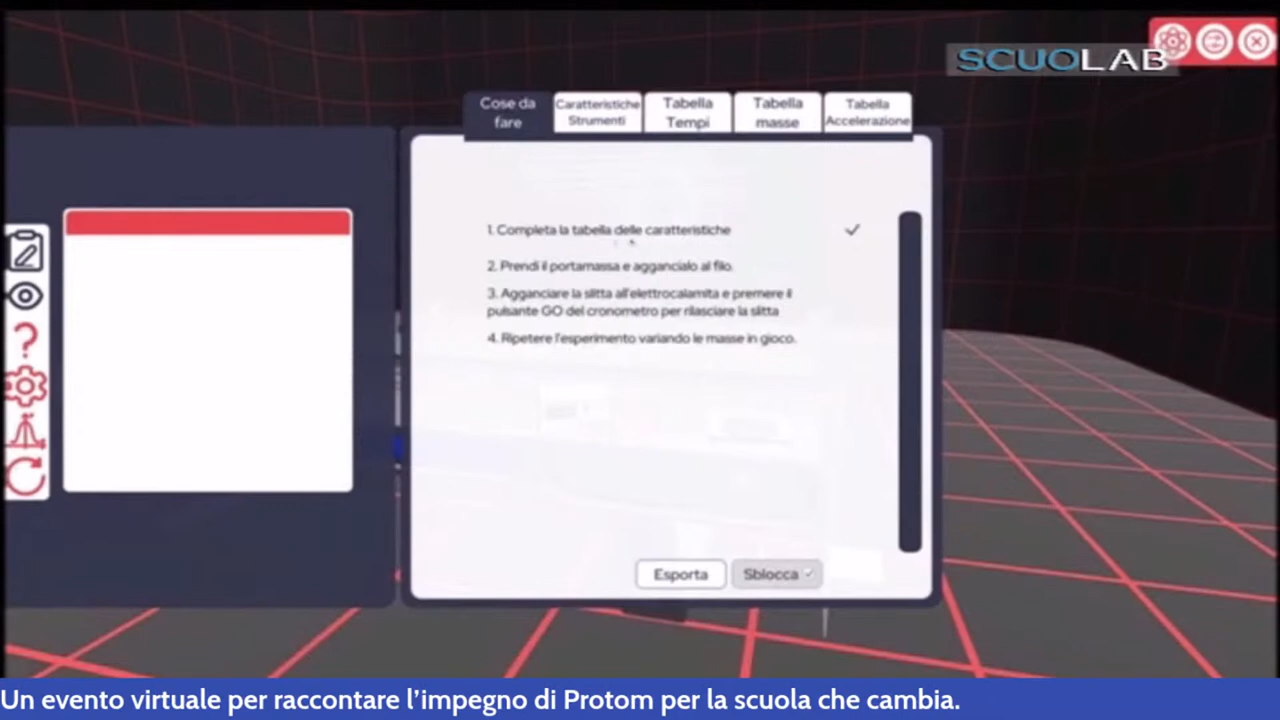 SCUOLAB
Cose da
fare
Caratteristiche
Strumenti
Tabella
Tempi
Tabella
masse
Tabella
Accelerazione
1. Completa la tabella delle caratteristiche
2. Prendi il portamassa e aggancialo al filo.
3. Agganciare la slitta all'elettrocalamita e premere il
pulsante GO del cronometro per rilasciare la slitta
4. Ripetere l'esperimento variando le masse in gioco.
Esporta
Sblocca
Un evento virtuale per raccontare l'impegno di Protom per la scuola che cambia.